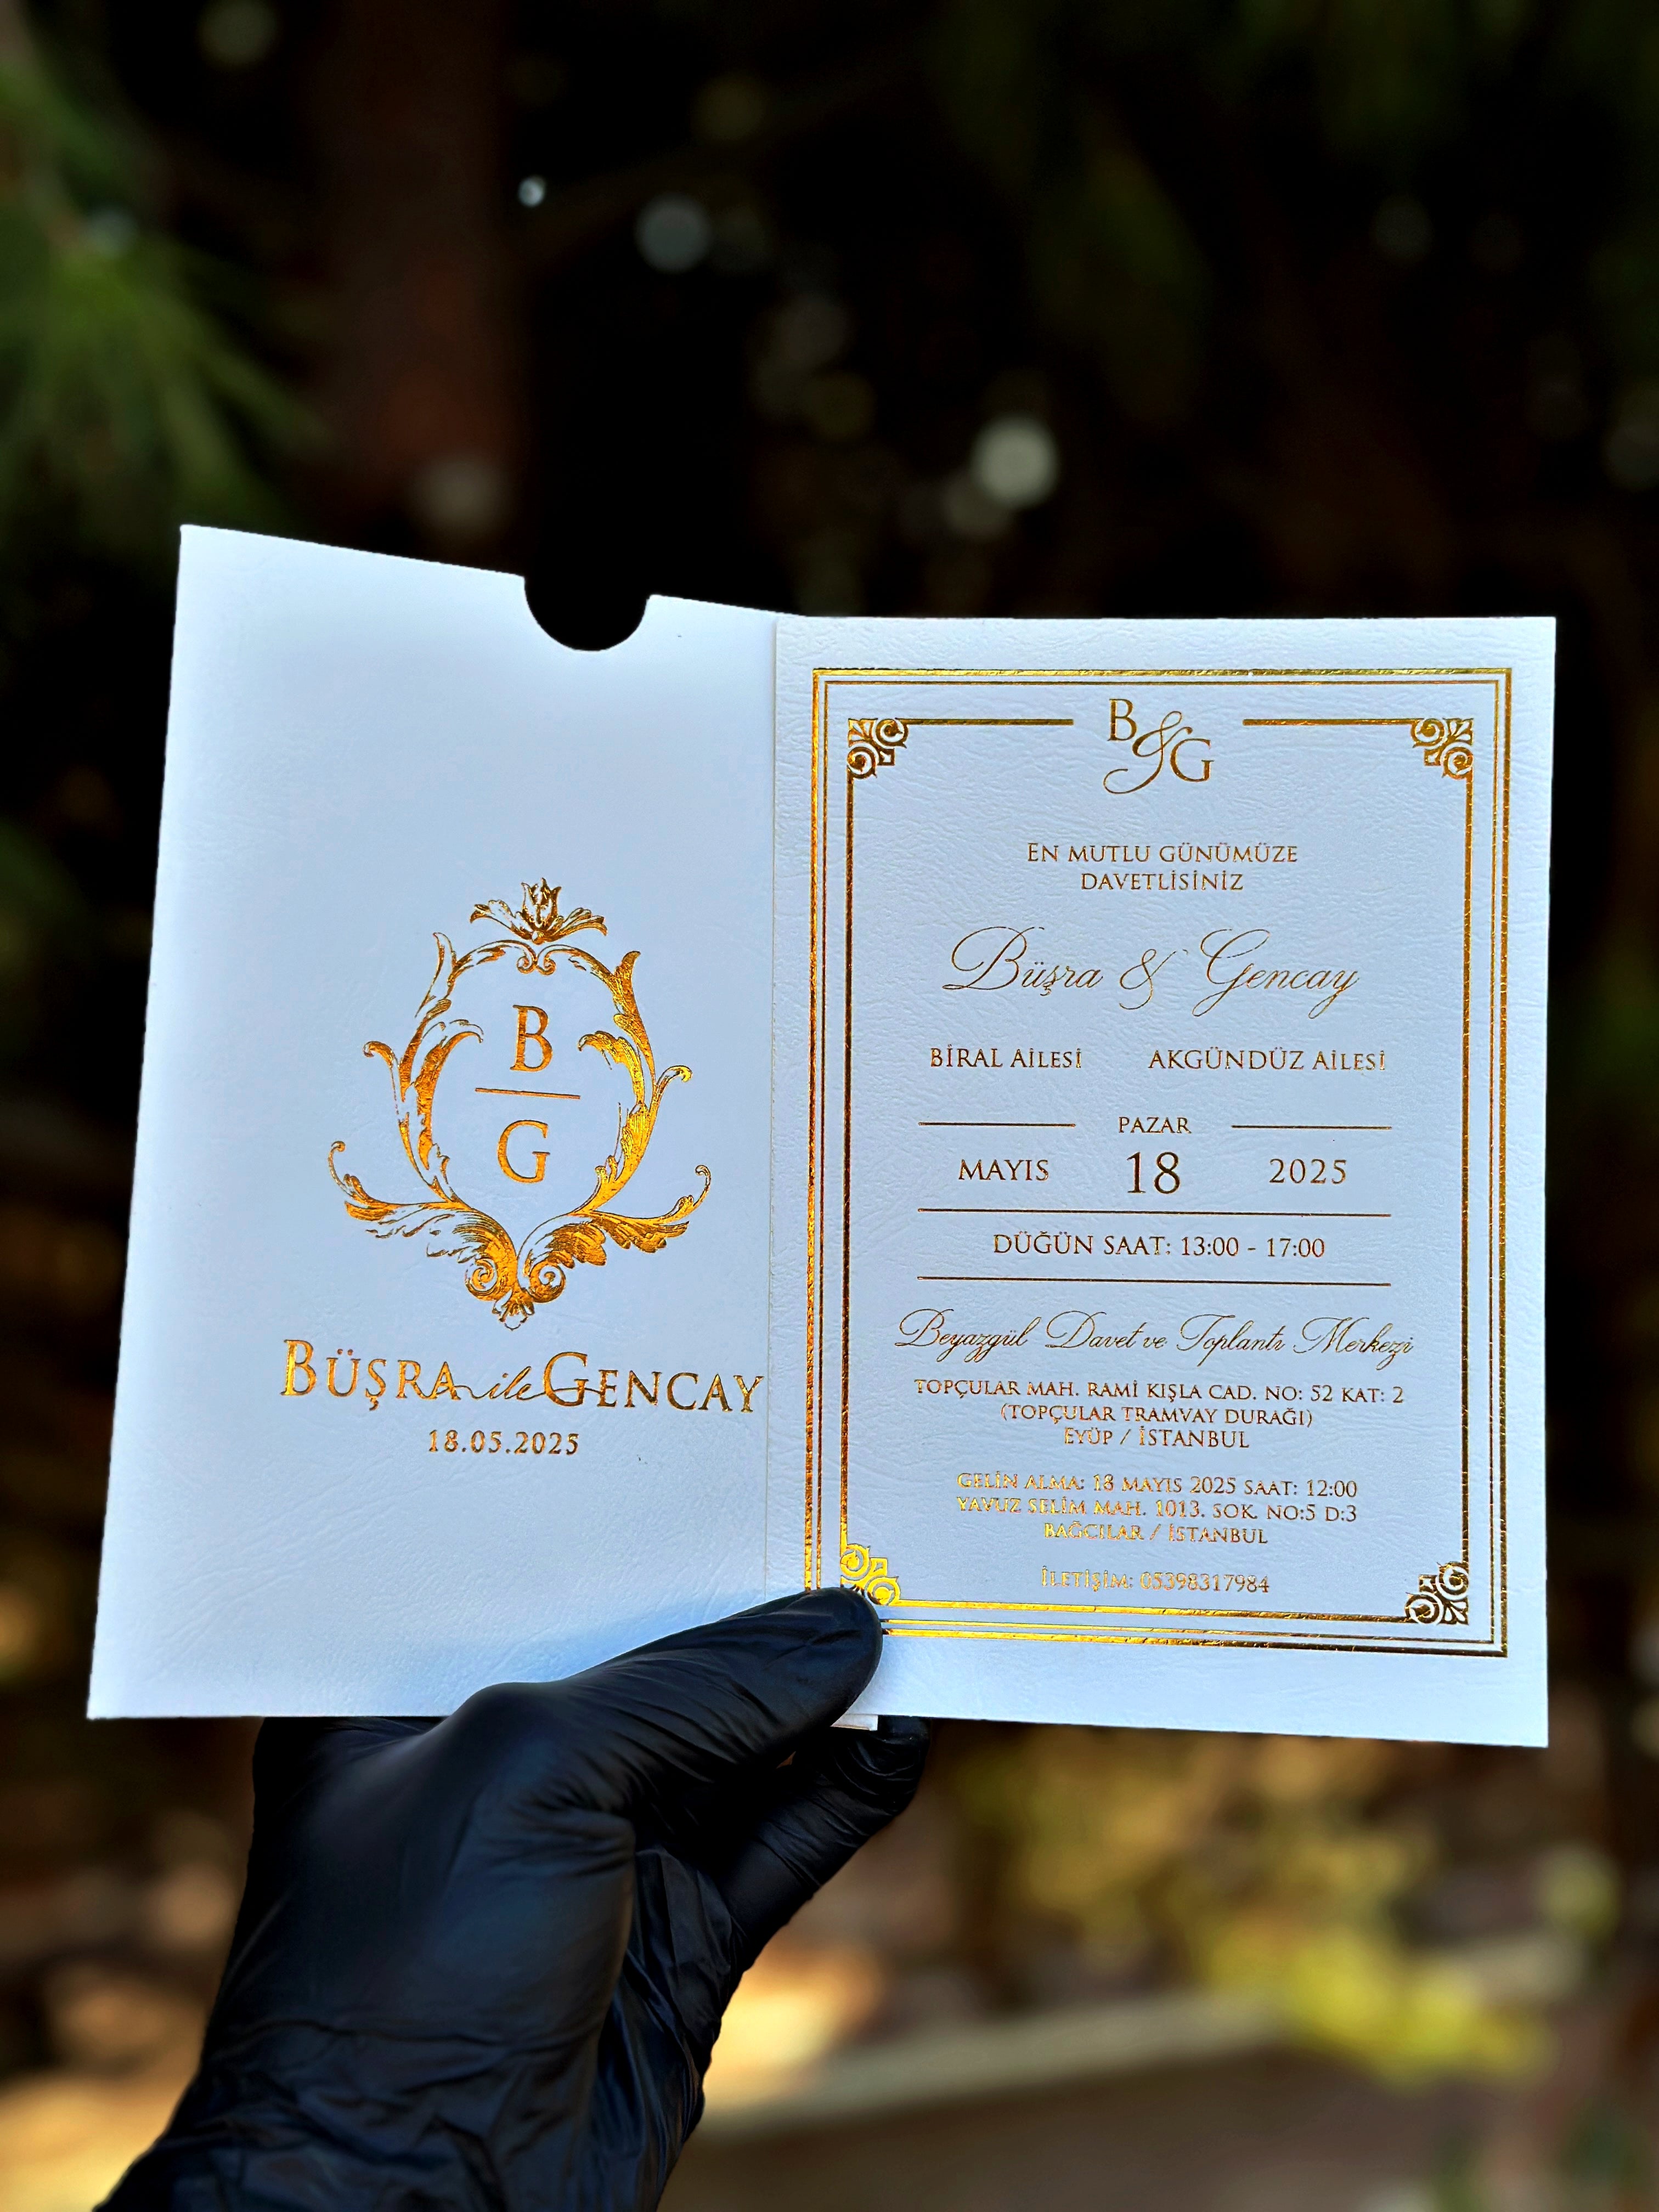 B
G
BÜŞRA ile GENCAY
18.05.2025
B&G
EN MUTLU GÜNÜMÜZE
DAVETLİSİNİZ
Büşra & Gencay
BİRAL AİLESİ AKGÜNDÜZ AİLESİ
PAZAR
MAYIS 18 2025
DÜĞÜN SAAT: 13:00 - 17:00
Beyazgül Davet ve Toplantı Merkezi
TOPÇULAR MAH. RAMİ KIŞLA CAD. NO: 52 KAT: 2
(TOPÇULAR TRAMVAY DURAĞI)
EYÜP / İSTANBUL
GELİN ALMA: 18 MAYIS 2025 SAAT: 12:00
YAVUZ SELİM MAH. 1013. SOK. NO:5 D:3
BAĞCILAR / İSTANBUL
İLETİŞİM: 05398317984